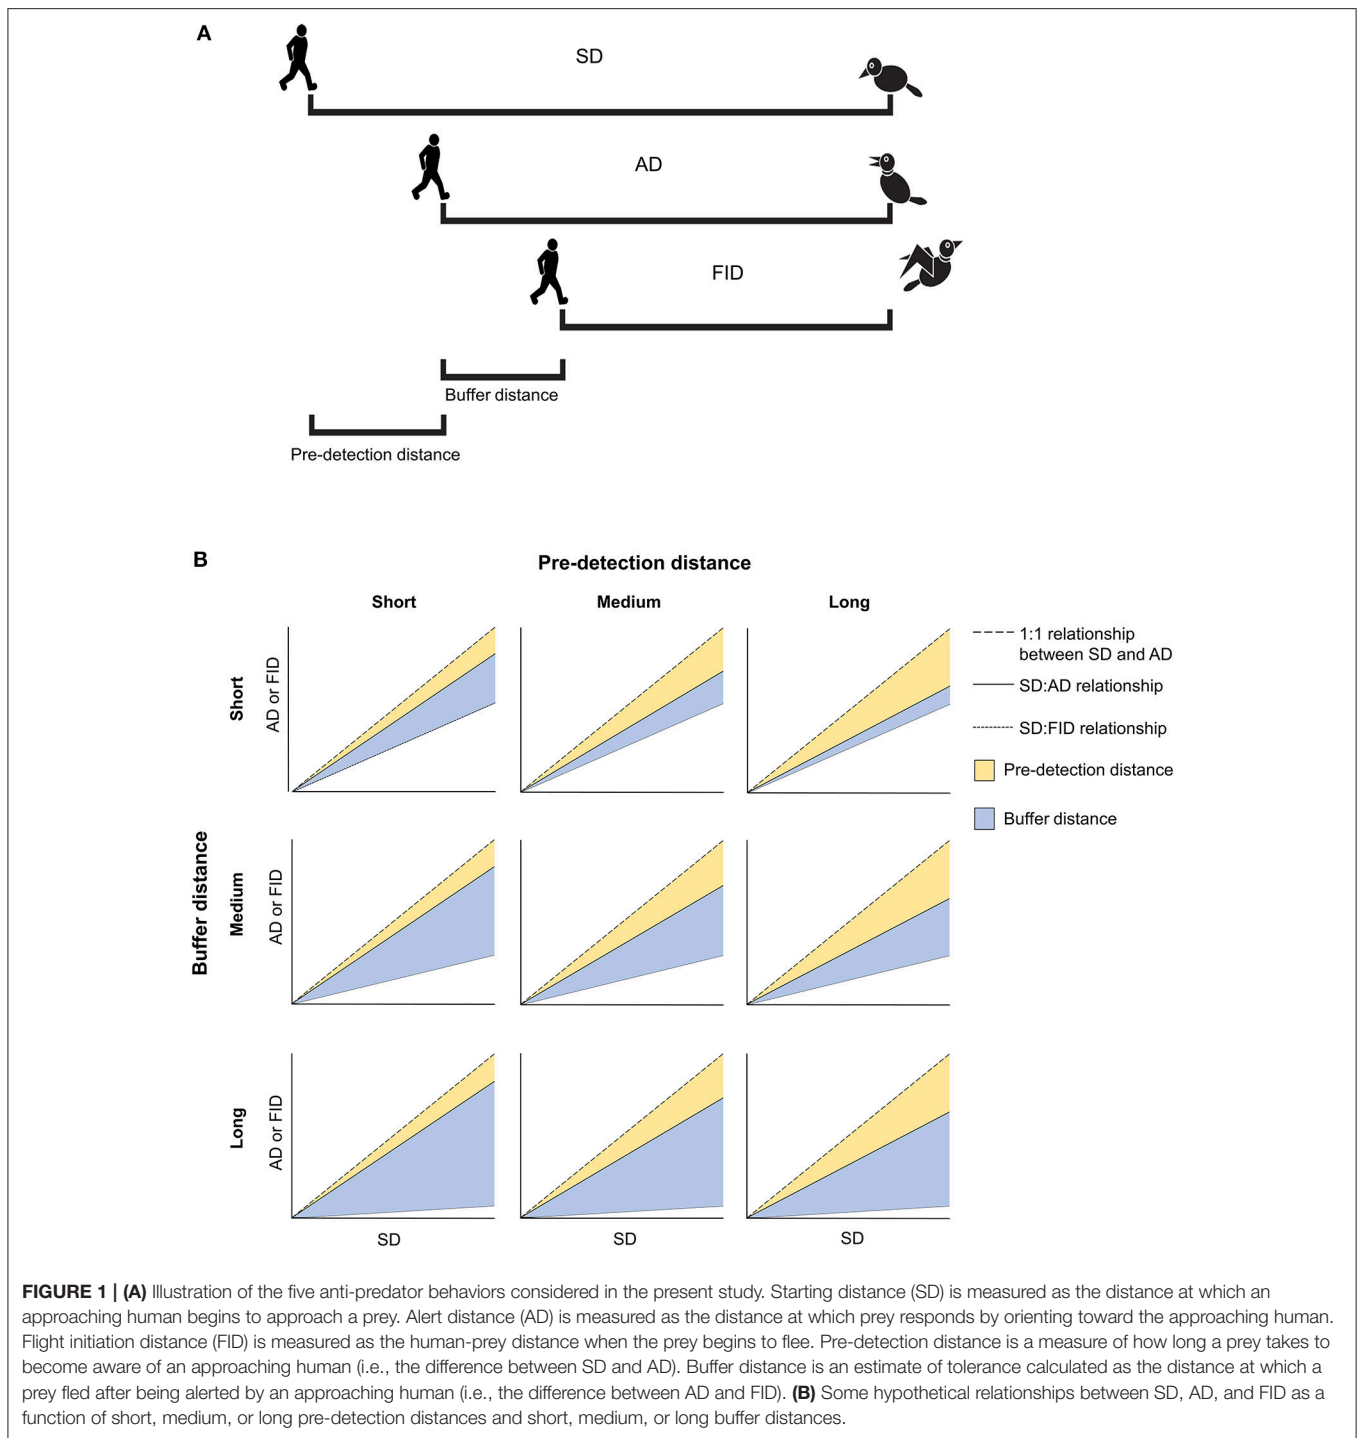 A
SD
AD
FID
Buffer distance
Pre-detection distance
B
Pre-detection distance
Short
Medium
Long
Buffer distance
Short
AD or FID
1:1 relationship
between SD and AD
SD:AD relationship
SD:FID relationship
Pre-detection distance
Buffer distance
Medium
AD or FID
Long
AD or FID
SD
SD
SD
FIGURE 1 | (A) Illustration of the five anti-predator behaviors considered in the present study. Starting distance (SD) is measured as the distance at which an
approaching human begins to approach a prey. Alert distance (AD) is measured as the distance at which prey responds by orienting toward the approaching human.
Flight initiation distance (FID) is measured as the human-prey distance when the prey begins to flee. Pre-detection distance is a measure of how long a prey takes to
become aware of an approaching human (i.e., the difference between SD and AD). Buffer distance is an estimate of tolerance calculated as the distance at which a
prey fled after being alerted by an approaching human (i.e., the difference between AD and FID). (B) Some hypothetical relationships between SD, AD, and FID as a
function of short, medium, or long pre-detection distances and short, medium, or long buffer distances.